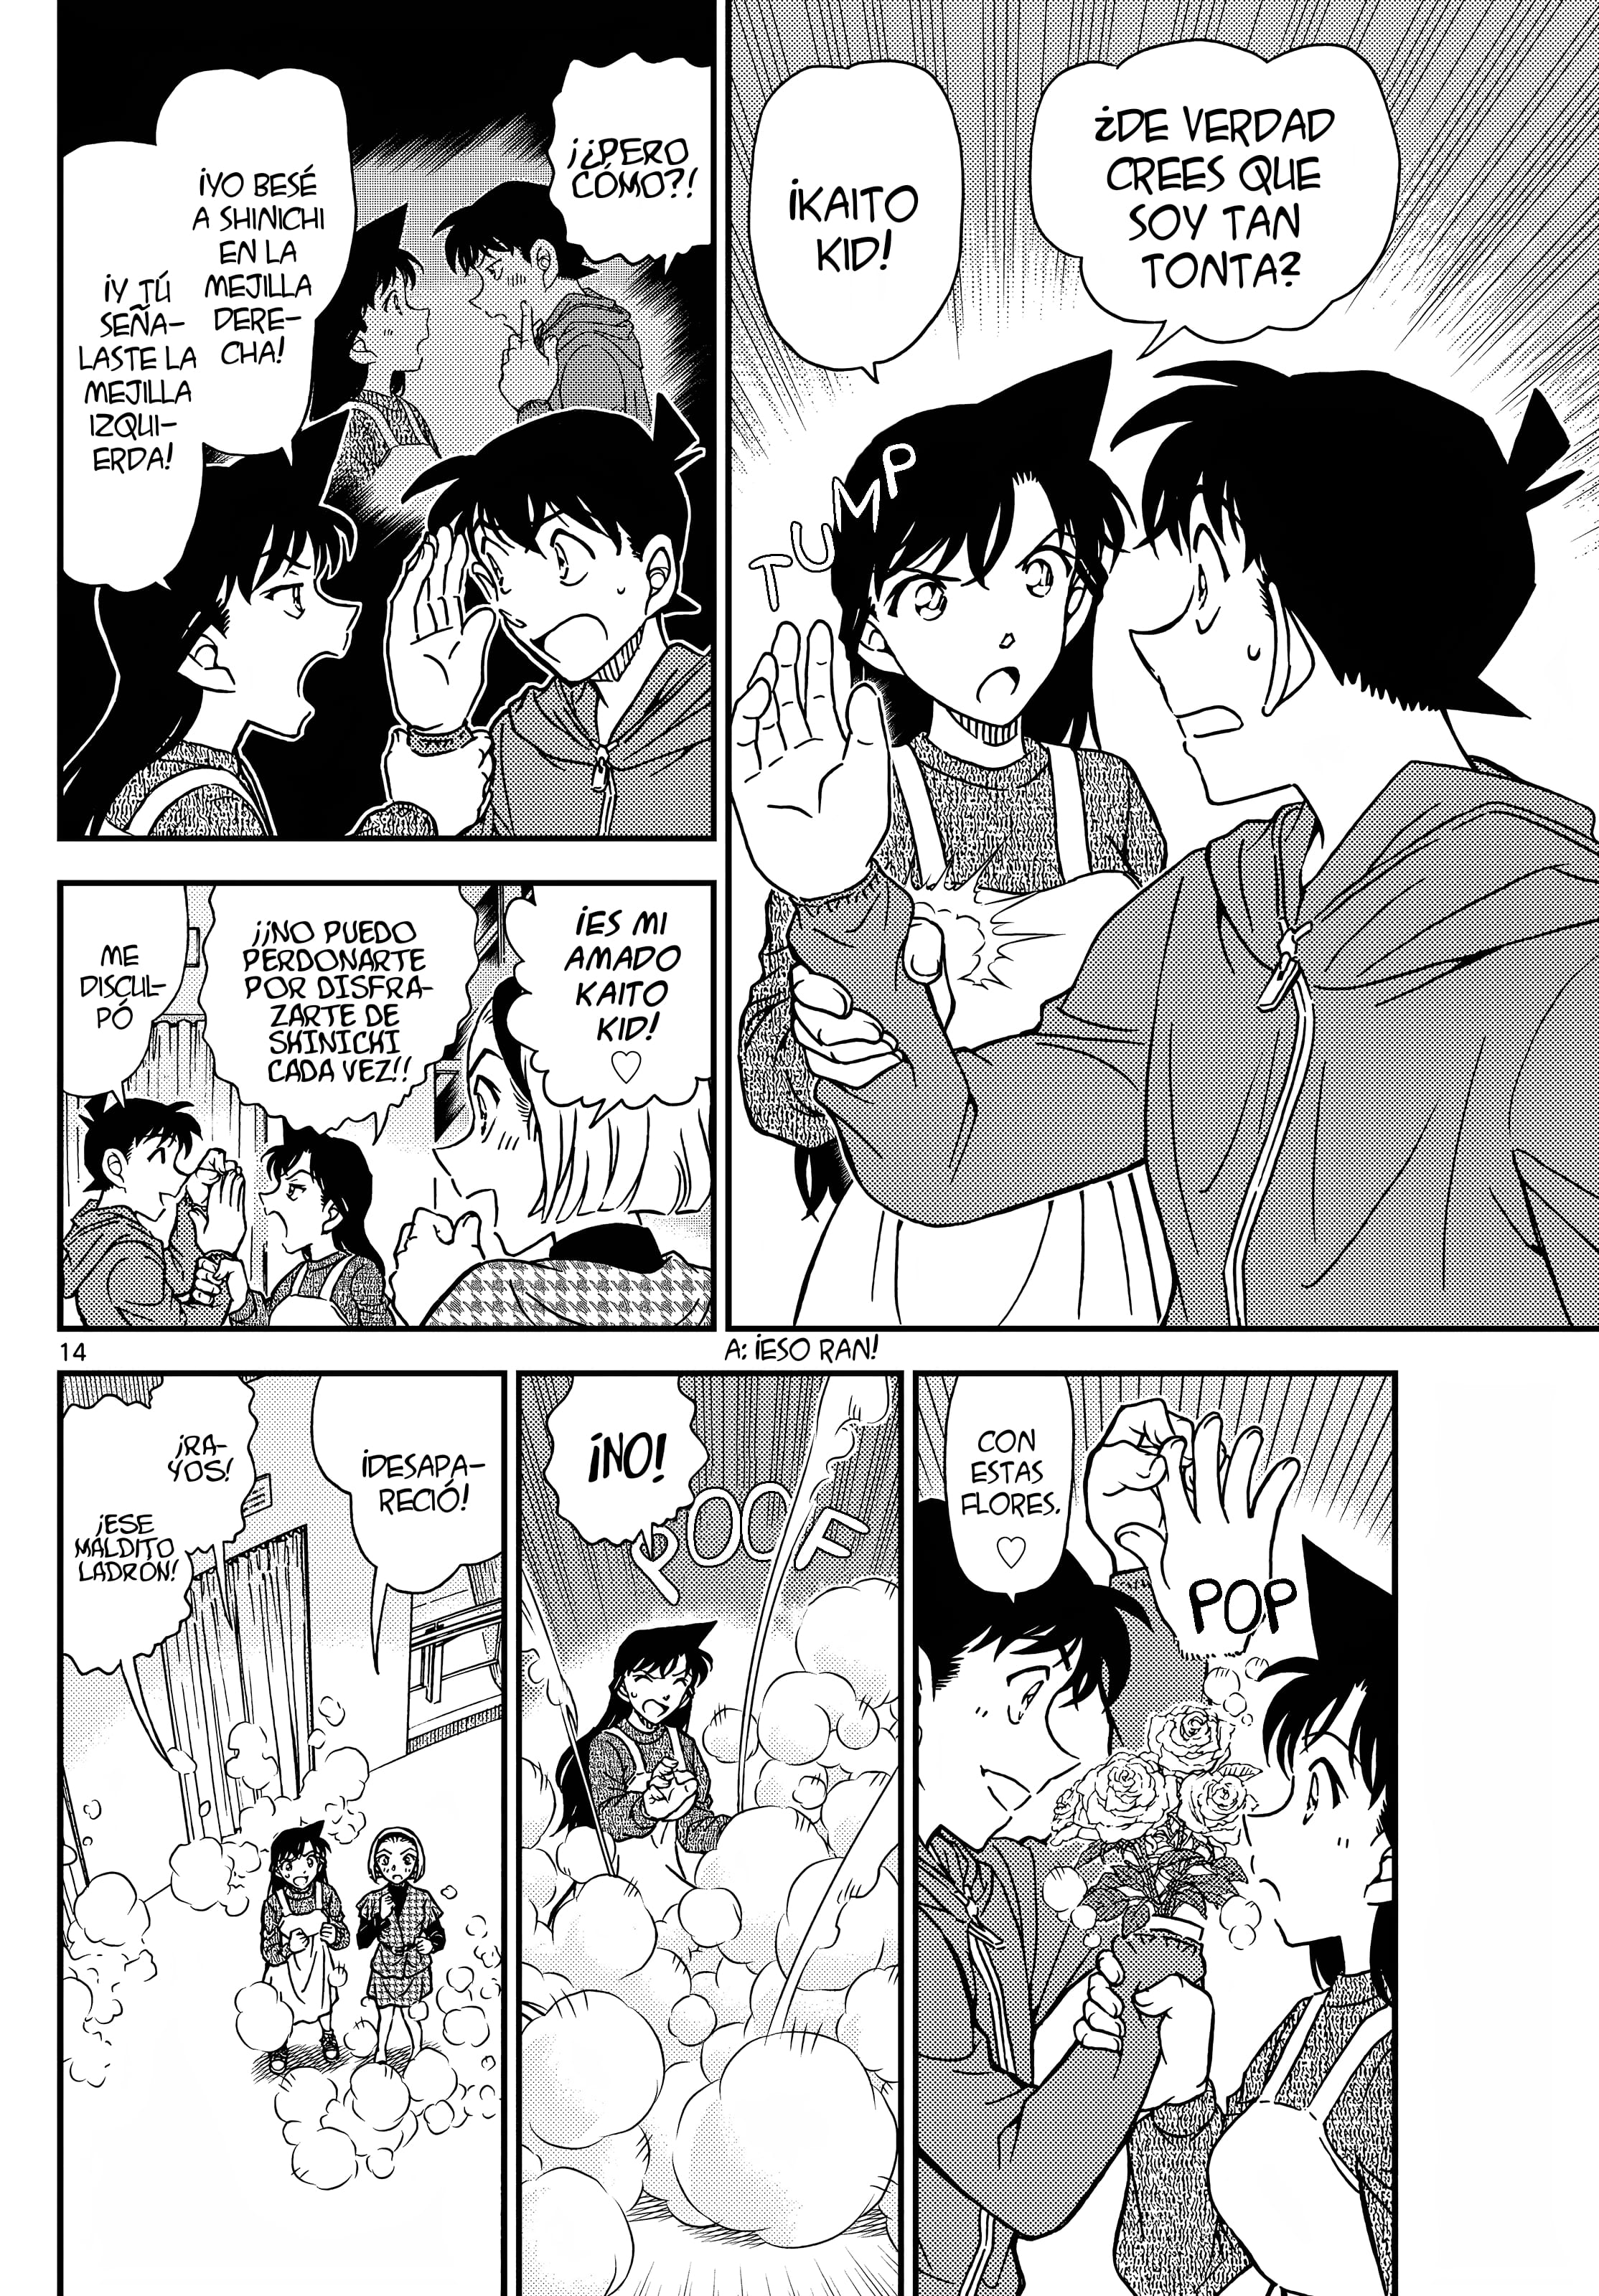 ¿DE VERDAD
CREES QUE
SOY TAN
TONTA?
¡KAITO
KID!
TUMP
¡¿PERO
CÓMO?!
¡YO BESÉ
A SHINICHI
EN LA
MEJILLA
DERE-
CHA!
¡Y TÚ
SEÑA-
LASTE LA
MEJILLA
IZQUI-
ERDA!
¡ES MI
AMADO
KAITO
KID!
♡
¡¡NO PUEDO
PERDONARTE
POR DISFRA-
ZARTE DE
SHINICHI
CADA VEZ!!
ME
DISCUL-
PÓ
14
A: ¡ESO RAN!
CON
ESTAS
FLORES.
♡
POP
¡NO!
POOF
¡DESAPA-
RECIÓ!
¡RA-
YOS!
¡ESE
MALDITO
LADRÓN!